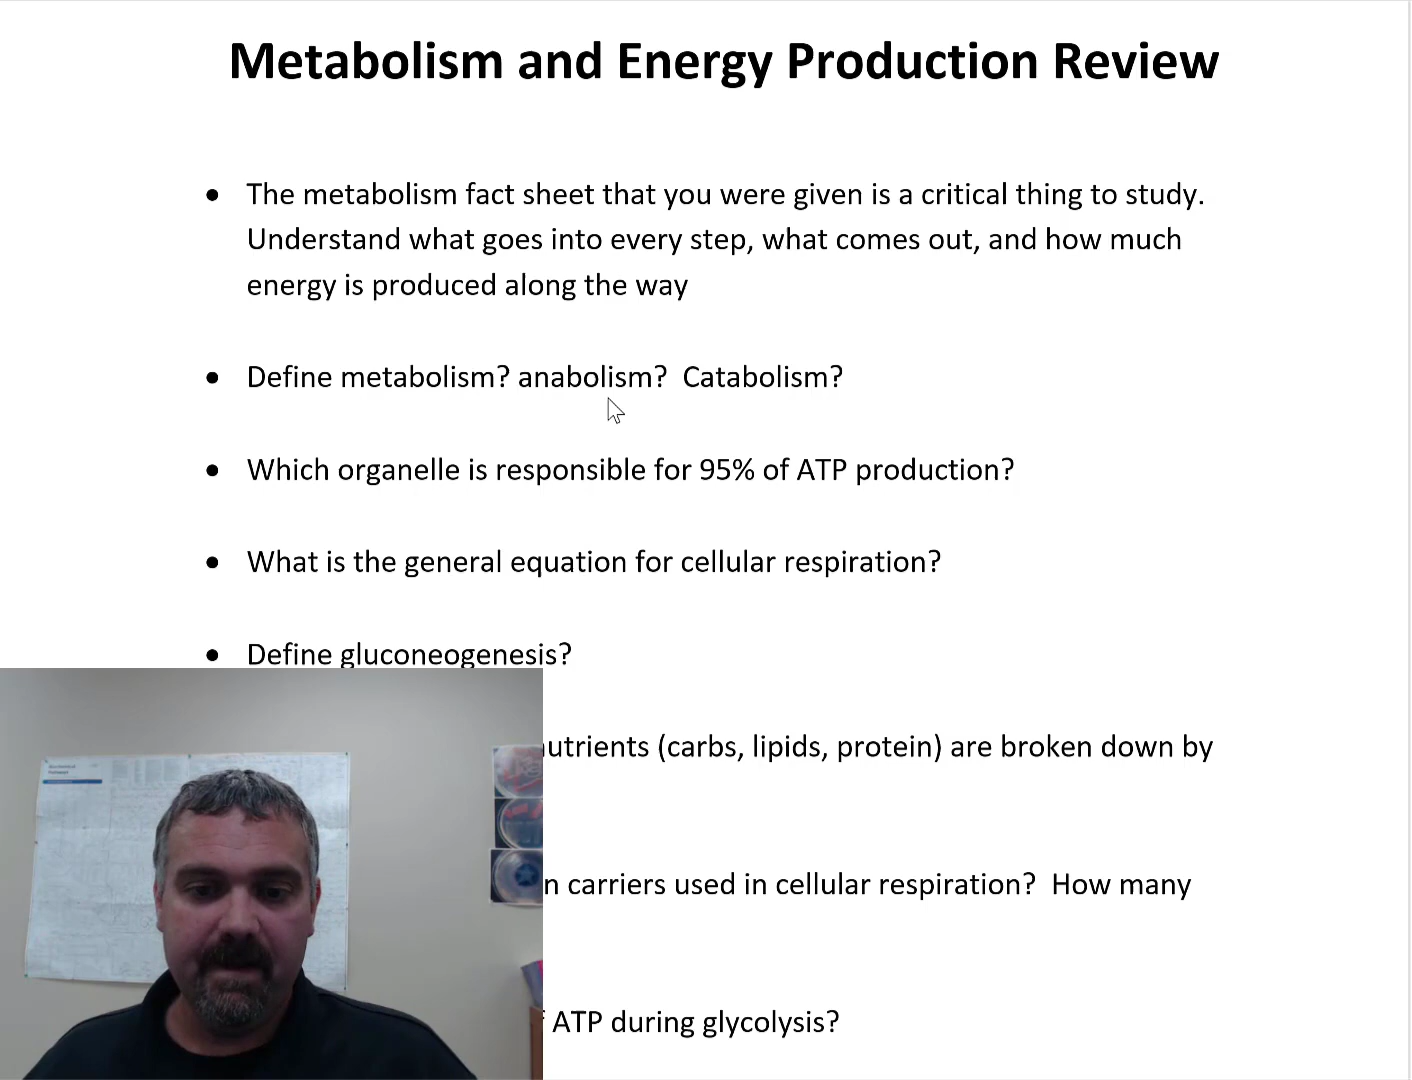 Metabolism and Energy Production Review
• The metabolism fact sheet that you were given is a critical thing to study.
Understand what goes into every step, what comes out, and how much
energy is produced along the way
• Define metabolism? anabolism?  Catabolism?
• Which organelle is responsible for 95% of ATP production?
• What is the general equation for cellular respiration?
• Define gluconeogenesis?
(carbs, lipids, protein) are broken down by
carriers used in cellular respiration?  How many
ATP during glycolysis?